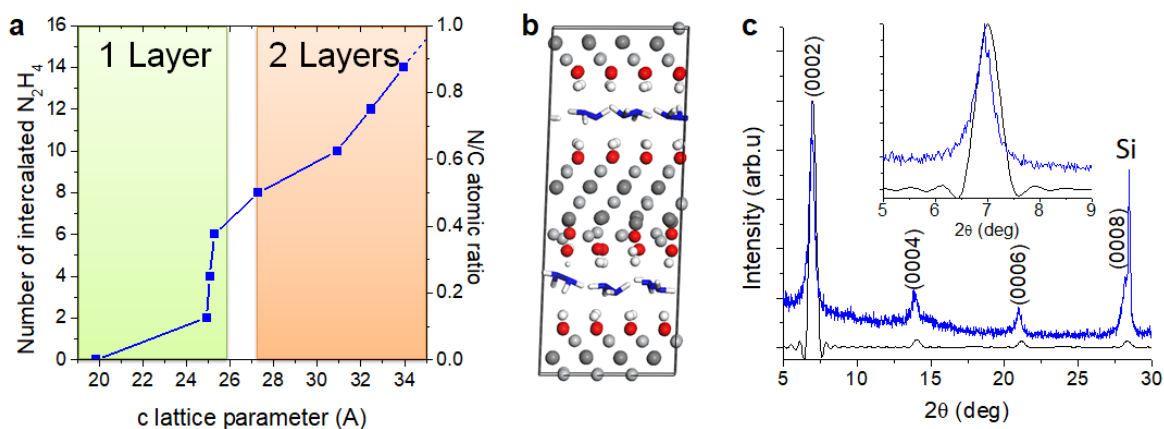 a
1 Layer
2 Layers
Number of intercalated N₂H₄
16
14
12
10
8
6
4
2
0
1.0
0.8
0.6
0.4
0.2
0.0
N/C atomic ratio
20 22 24 26 28 30 32 34
c lattice parameter (A)
b
c
Intensity (arb.u)
(0002)
(0004)
(0006)
(0008)
Si
5 6 7 8 9
2θ (deg)
5 10 15 20 25 30
2θ (deg)